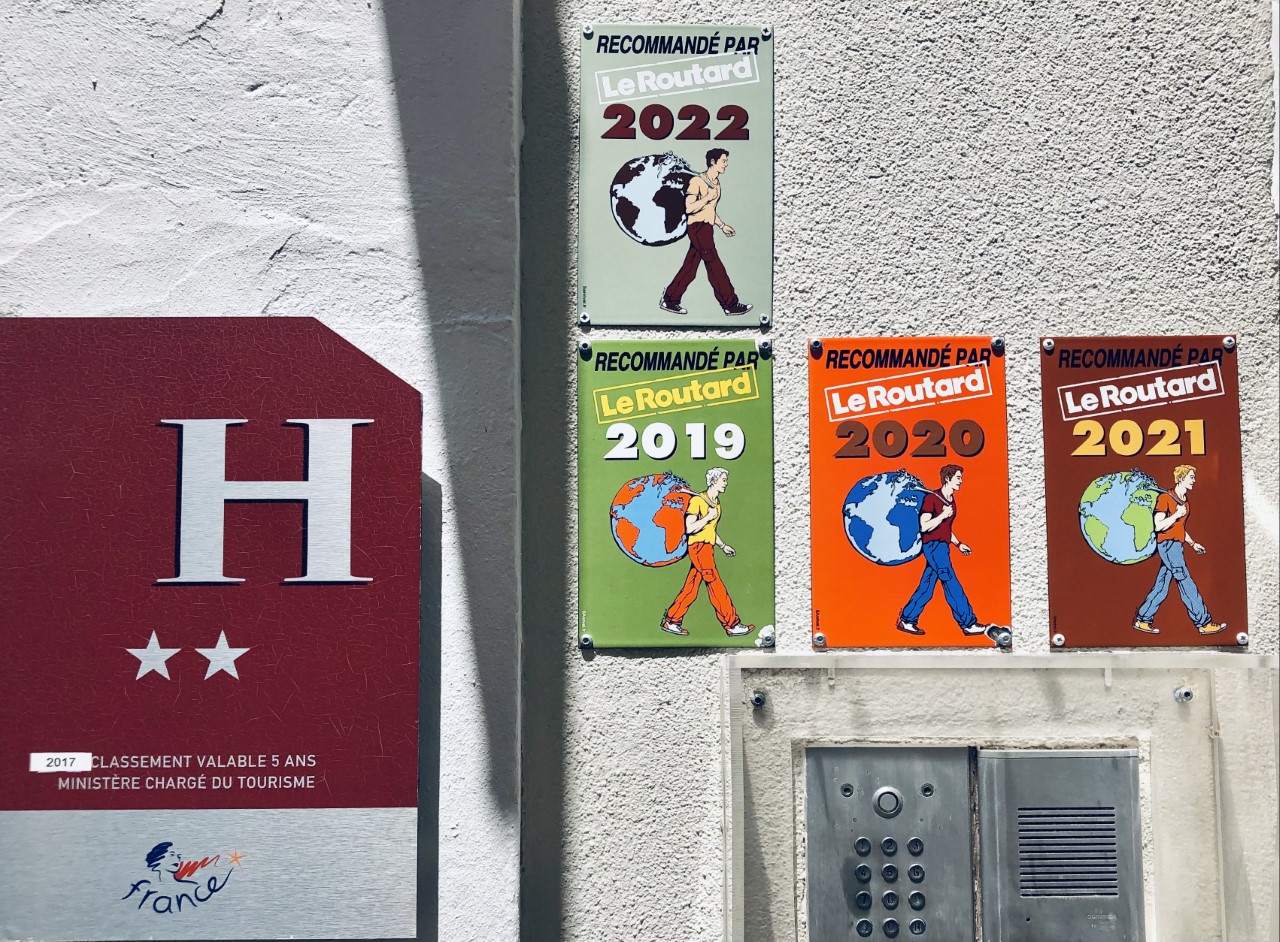 H
2017 CLASSEMENT VALABLE 5 ANS
MINISTÈRE CHARGÉ DU TOURISME
france
RECOMMANDÉ PAR
Le Routard
2022
RECOMMANDÉ PAR
Le Routard
2019
RECOMMANDÉ PAR
Le Routard
2020
RECOMMANDÉ PAR
Le Routard
2021